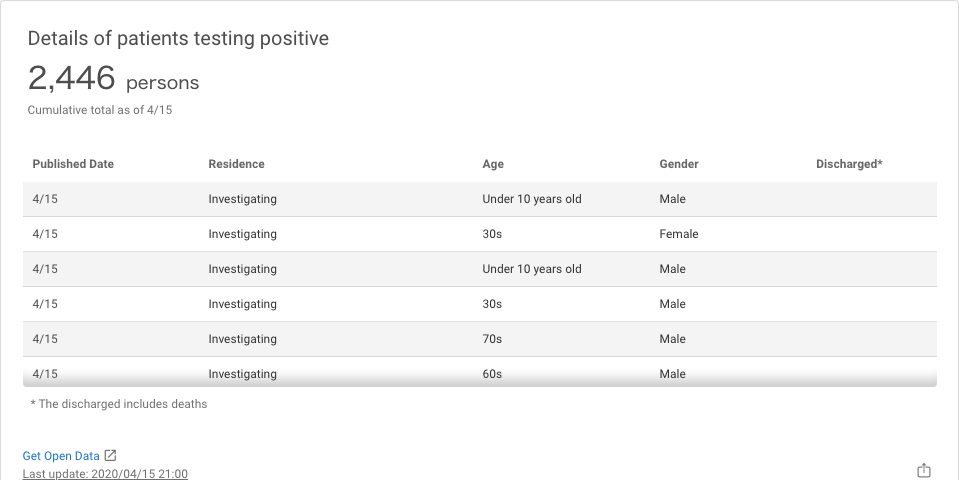 Details of patients testing positive
2,446 persons
Cumulative total as of 4/15
Published Date Residence Age Gender Discharged*
4/15 Investigating Under 10 years old Male
4/15 Investigating 30s Female
4/15 Investigating Under 10 years old Male
4/15 Investigating 30s Male
4/15 Investigating 70s Male
4/15 Investigating 60s Male
* The discharged includes deaths
Get Open Data
Last update: 2020/04/15 21:00